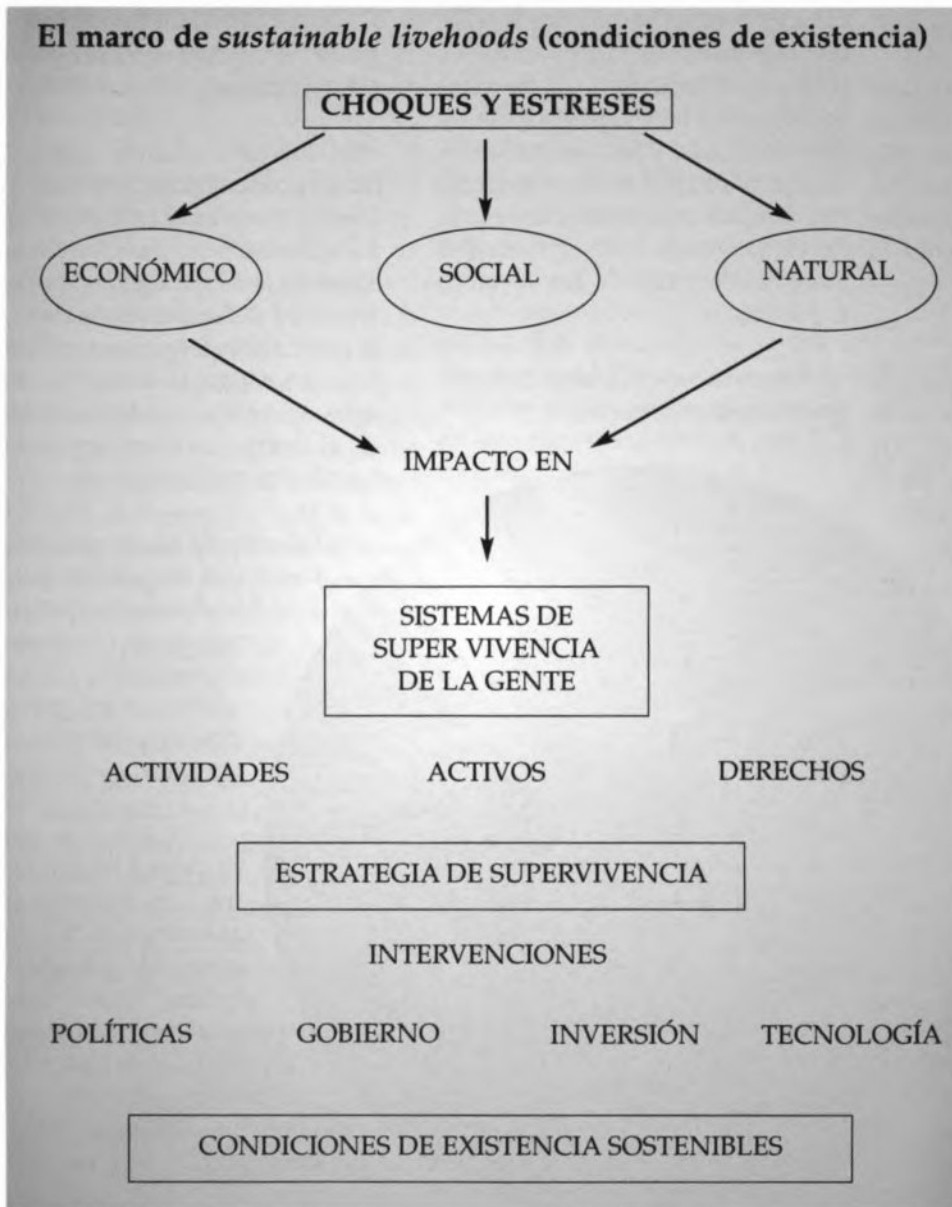 El marco de sustainable livehoods (condiciones de existencia)
CHOQUES Y ESTRESES
ECONÓMICO
SOCIAL
NATURAL
IMPACTO EN
SISTEMAS DE
SUPER VIVENCIA
DE LA GENTE
ACTIVIDADES ACTIVOS DERECHOS
ESTRATEGIA DE SUPERVIVENCIA
INTERVENCIONES
POLÍTICAS GOBIERNO INVERSIÓN TECNOLOGÍA
CONDICIONES DE EXISTENCIA SOSTENIBLES